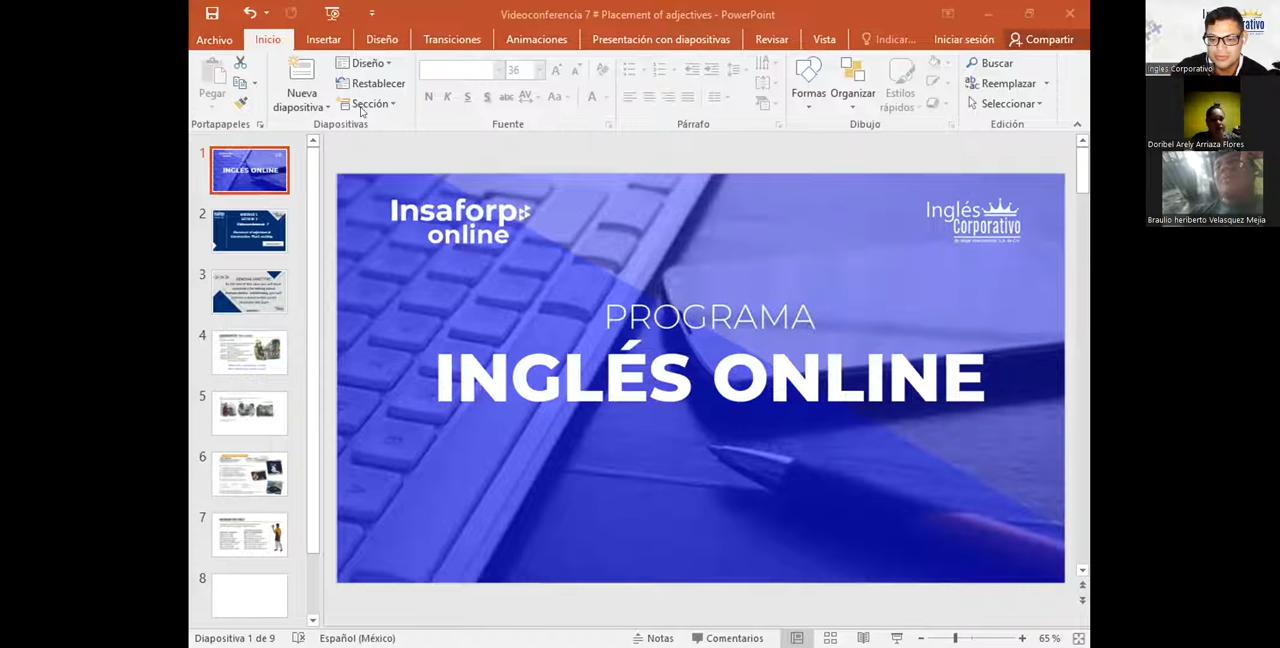 Videoconferencia 7 # Placement of adjectives - PowerPoint
Archivo Inicio Insertar Diseño Transiciones Animaciones Presentación con diapositivas Revisar Vista Indicar... Iniciar sesión Compartir
Pegar
Nueva diapositiva
Diseño
Restablecer
Sección
36
N K S S abc AV Aa A
Formas
Organizar
Estilos rápidos
Buscar
Reemplazar
Seleccionar
Portapapeles Diapositivas Fuente Párrafo Dibujo Edición
1
INGLÉS ONLINE
2
3
4
5
6
7
8
Insaforp
online
Inglés
Corporativo
PROGRAMA
INGLÉS ONLINE
Diapositiva 1 de 9 Español (México) Notas Comentarios 65 %
Inglés Corporativo
Doribel Arely Arriaza Flores
Braulio heriberto Velasquez Mejia